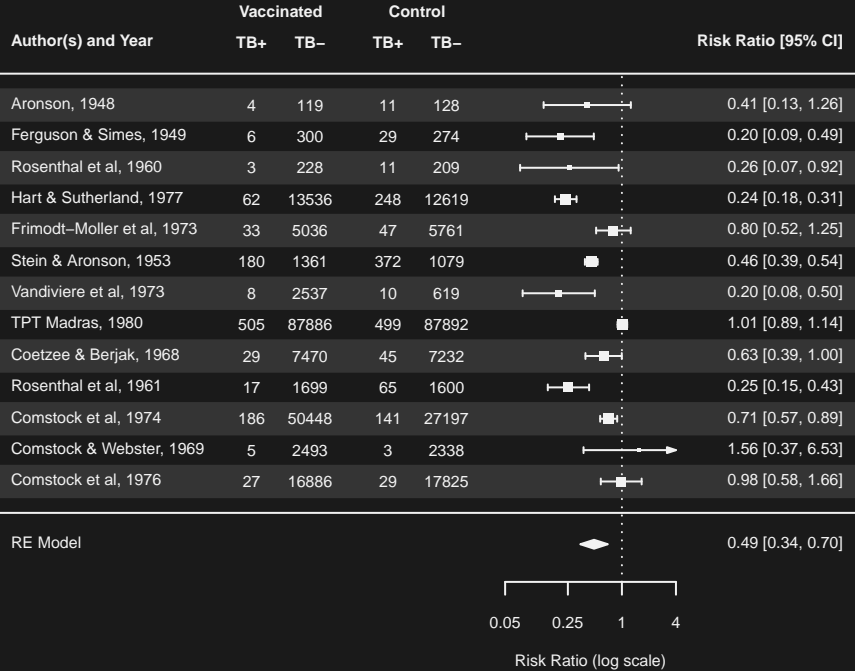 Vaccinated Control
Author(s) and Year TB+ TB− TB+ TB− Risk Ratio [95% CI]
Aronson, 1948 4 119 11 128 0.41 [0.13, 1.26]
Ferguson & Simes, 1949 6 300 29 274 0.20 [0.09, 0.49]
Rosenthal et al, 1960 3 228 11 209 0.26 [0.07, 0.92]
Hart & Sutherland, 1977 62 13536 248 12619 0.24 [0.18, 0.31]
Frimodt−Moller et al, 1973 33 5036 47 5761 0.80 [0.52, 1.25]
Stein & Aronson, 1953 180 1361 372 1079 0.46 [0.39, 0.54]
Vandiviere et al, 1973 8 2537 10 619 0.20 [0.08, 0.50]
TPT Madras, 1980 505 87886 499 87892 1.01 [0.89, 1.14]
Coetzee & Berjak, 1968 29 7470 45 7232 0.63 [0.39, 1.00]
Rosenthal et al, 1961 17 1699 65 1600 0.25 [0.15, 0.43]
Comstock et al, 1974 186 50448 141 27197 0.71 [0.57, 0.89]
Comstock & Webster, 1969 5 2493 3 2338 1.56 [0.37, 6.53]
Comstock et al, 1976 27 16886 29 17825 0.98 [0.58, 1.66]
RE Model 0.49 [0.34, 0.70]
0.05 0.25 1 4
Risk Ratio (log scale)